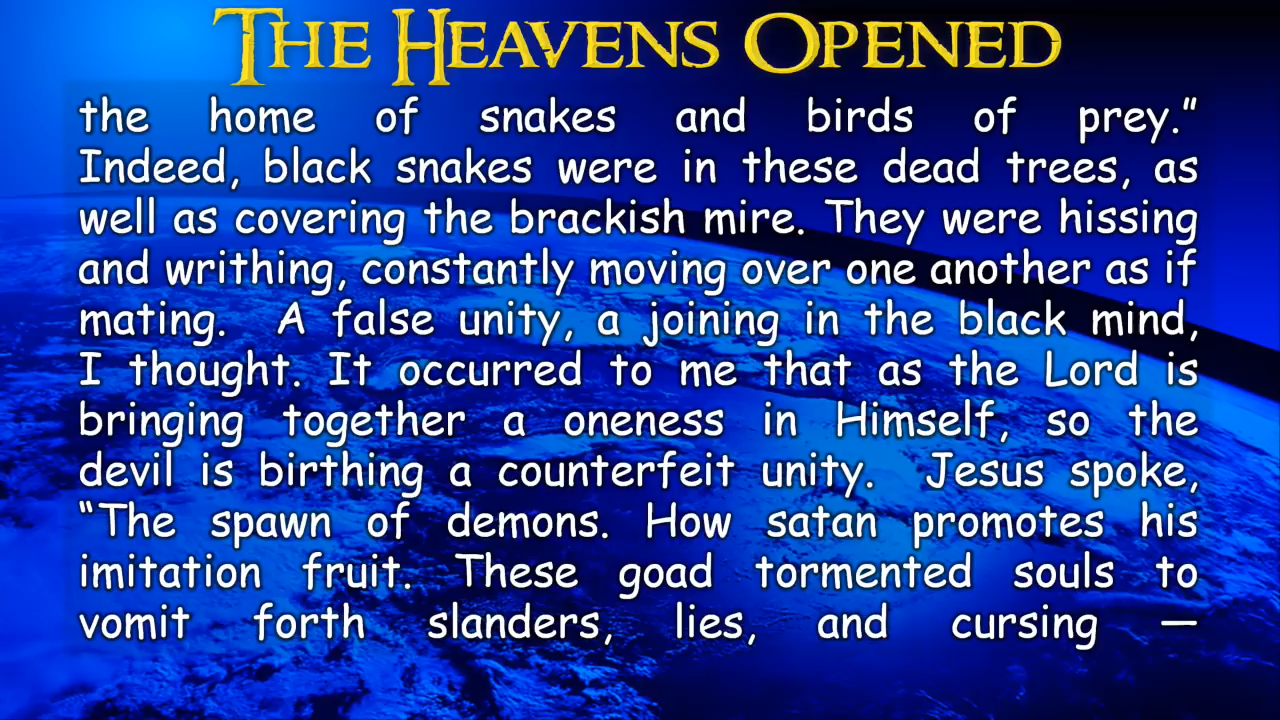 THE HEAVENS OPENED
the home of snakes and birds of prey.”
Indeed, black snakes were in these dead trees, as
well as covering the brackish mire. They were hissing
and writhing, constantly moving over one another as if
mating. A false unity, a joining in the black mind,
I thought. It occurred to me that as the Lord is
bringing together a oneness in Himself, so the
devil is birthing a counterfeit unity. Jesus spoke,
“The spawn of demons. How satan promotes his
imitation fruit. These goad tormented souls to
vomit forth slanders, lies, and cursing —